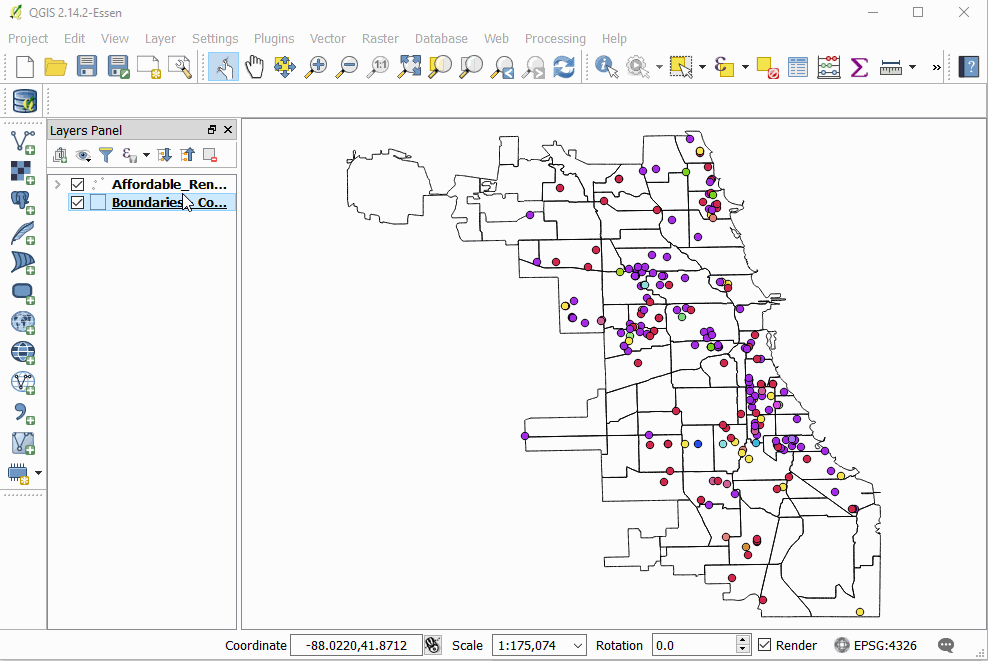 QGIS 2.14.2-Essen
Project Edit View Layer Settings Plugins Vector Raster Database Web Processing Help
Layers Panel
Affordable_Ren...
Boundaries - Co...
Coordinate -88.0220,41.8712 Scale 1:175,074 Rotation 0.0 Render EPSG:4326